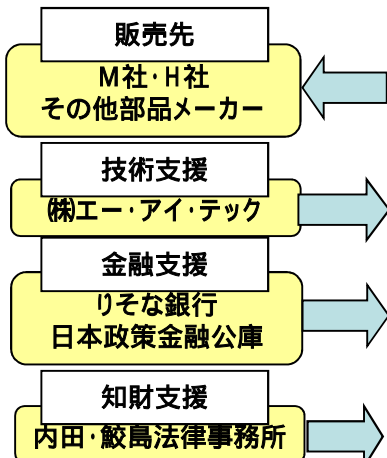 販売先
M社･H社
その他部品メーカー
技術支援
㈱エー･アイ･テック
金融支援
りそな銀行
日本政策金融公庫
知財支援
内田･鮫島法律事務所